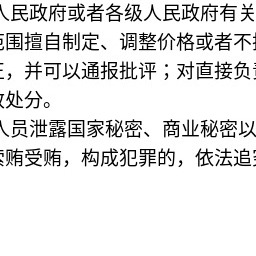 人民政府或者各级人民政府有关
范围擅自制定、调整价格或者不
正，并可以通报批评；对直接负责
政处分。
人员泄露国家秘密、商业秘密以
索贿受贿，构成犯罪的，依法追究